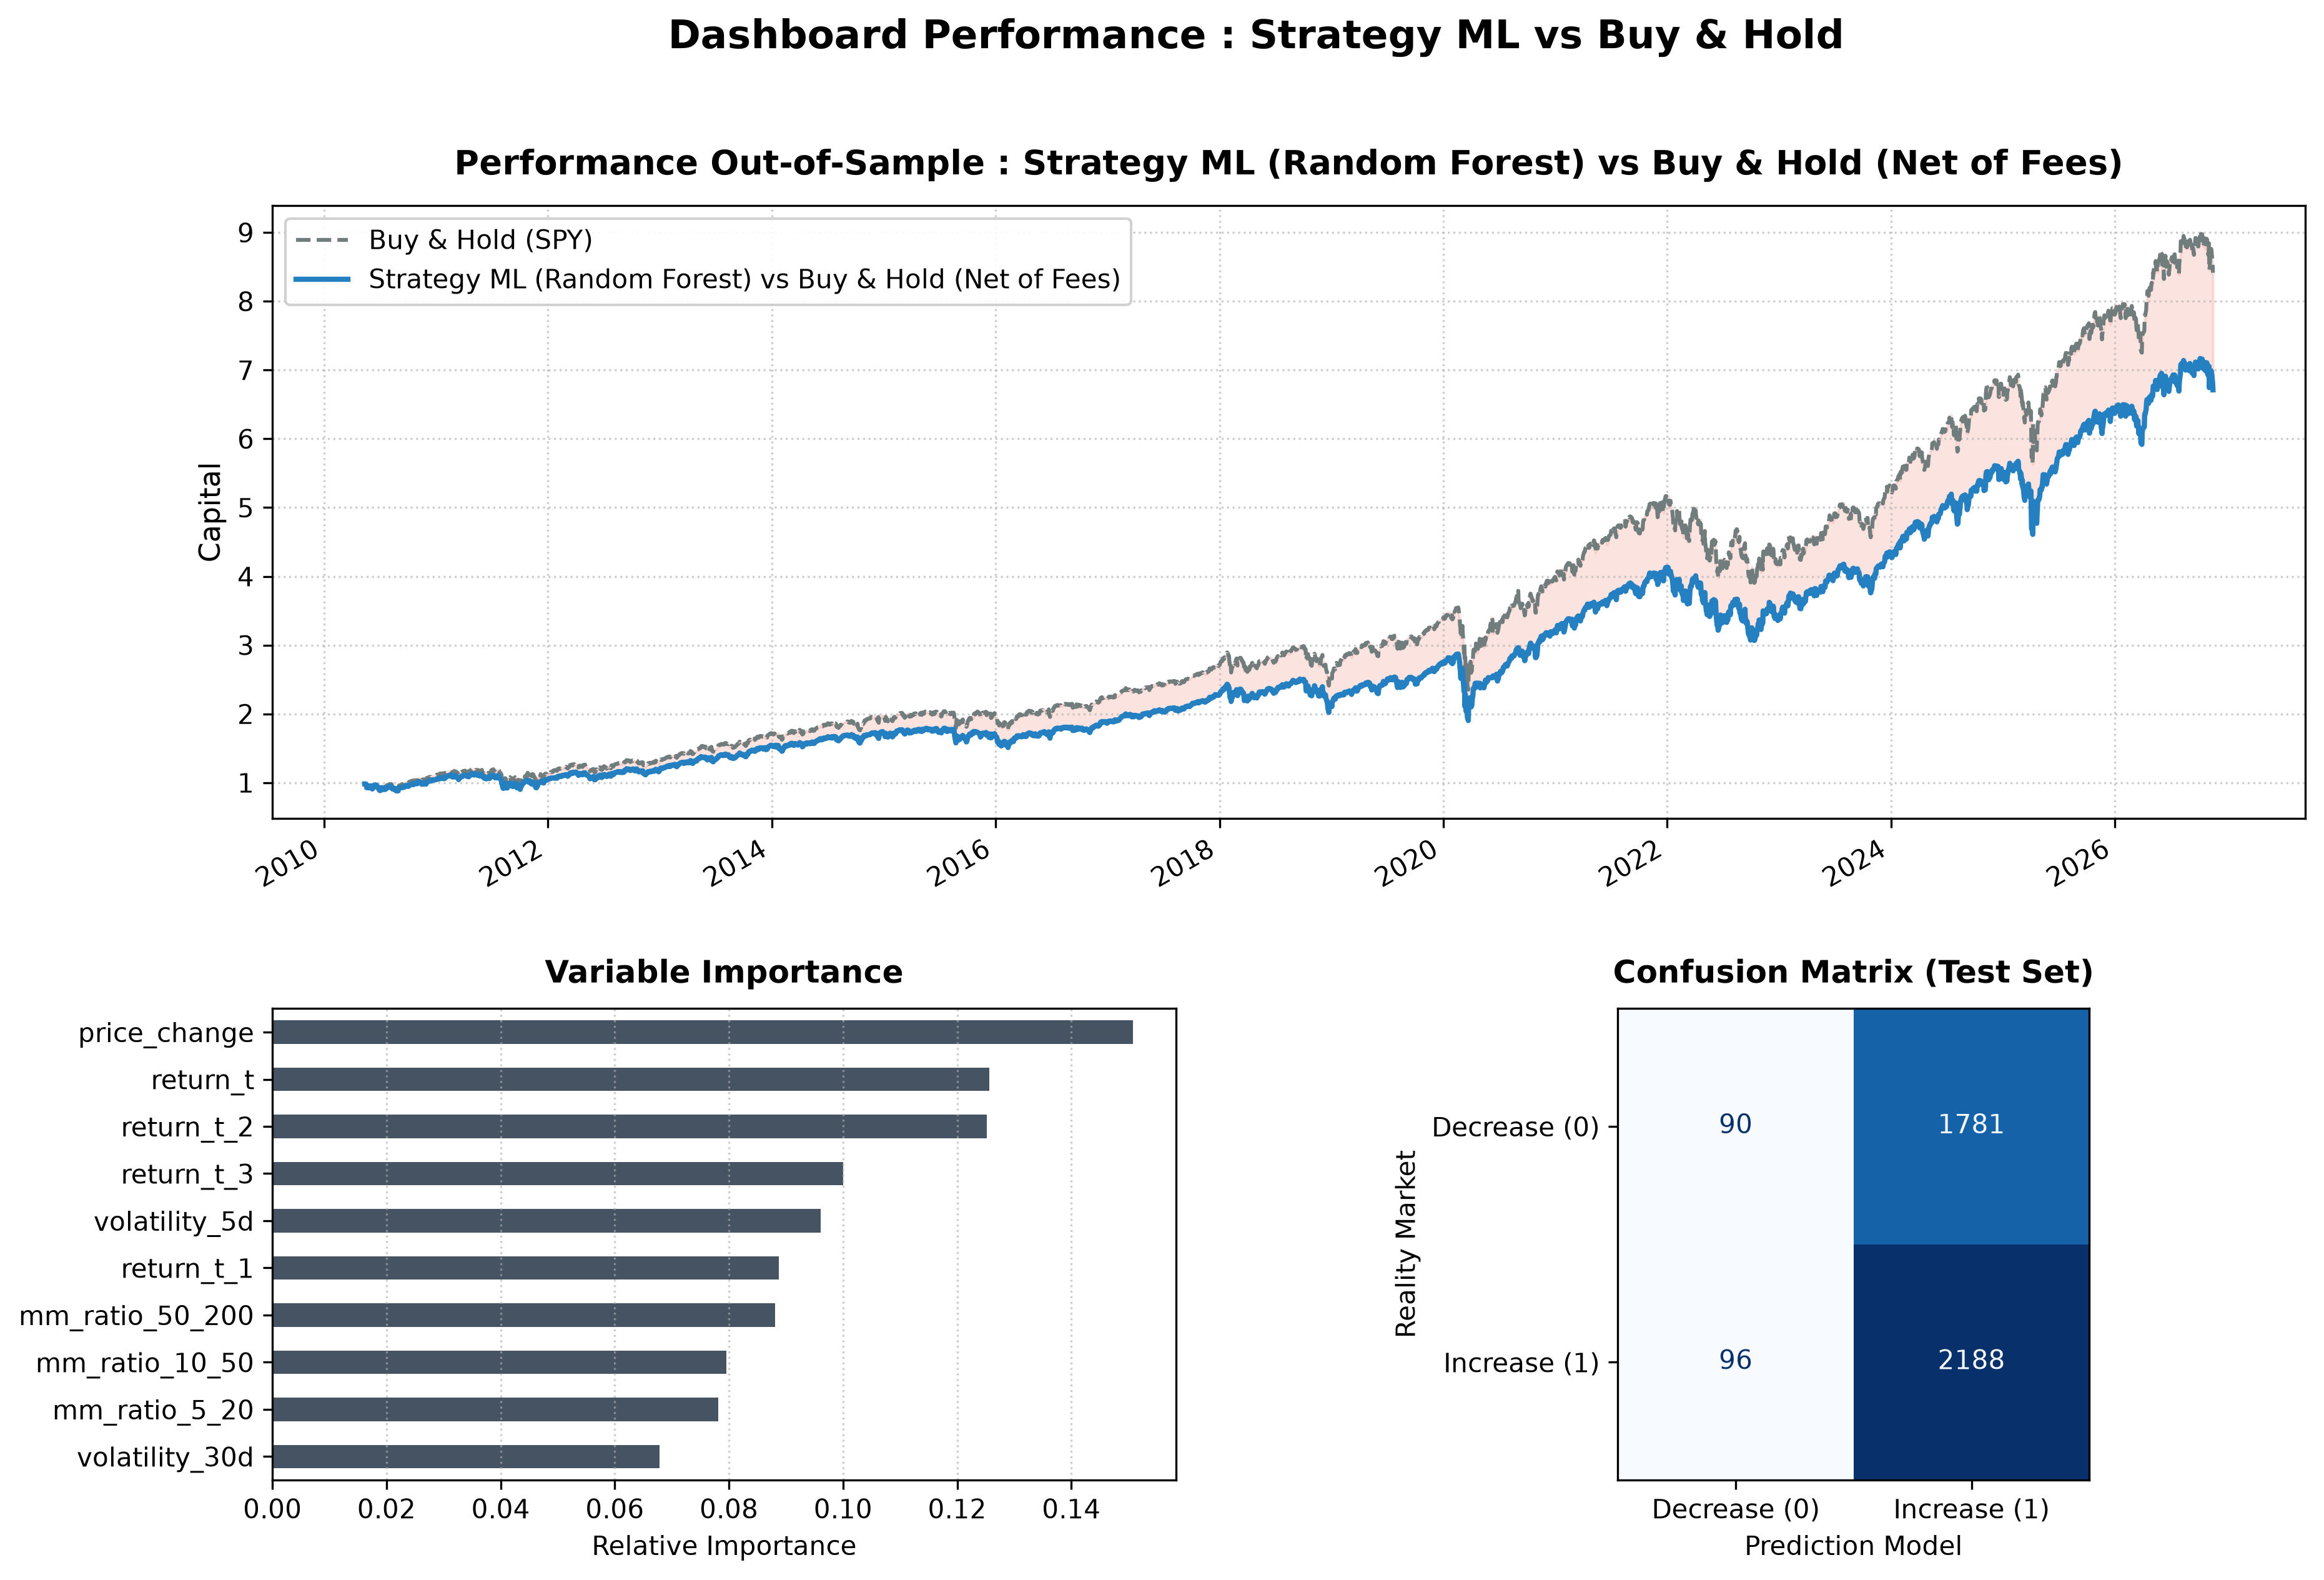 Dashboard Performance : Strategy ML vs Buy & Hold
Performance Out-of-Sample : Strategy ML (Random Forest) vs Buy & Hold (Net of Fees)
Buy & Hold (SPY)
Strategy ML (Random Forest) vs Buy & Hold (Net of Fees)
Capital
9
8
7
6
5
4
3
2
1
2010
2012
2014
2016
2018
2020
2022
2024
2026
Variable Importance
price_change
return_t
return_t_2
return_t_3
volatility_5d
return_t_1
mm_ratio_50_200
mm_ratio_10_50
mm_ratio_5_20
volatility_30d
0.00
0.02
0.04
0.06
0.08
0.10
0.12
0.14
Relative Importance
Confusion Matrix (Test Set)
Reality Market
Decrease (0)
90
1781
Increase (1)
96
2188
Decrease (0)
Increase (1)
Prediction Model